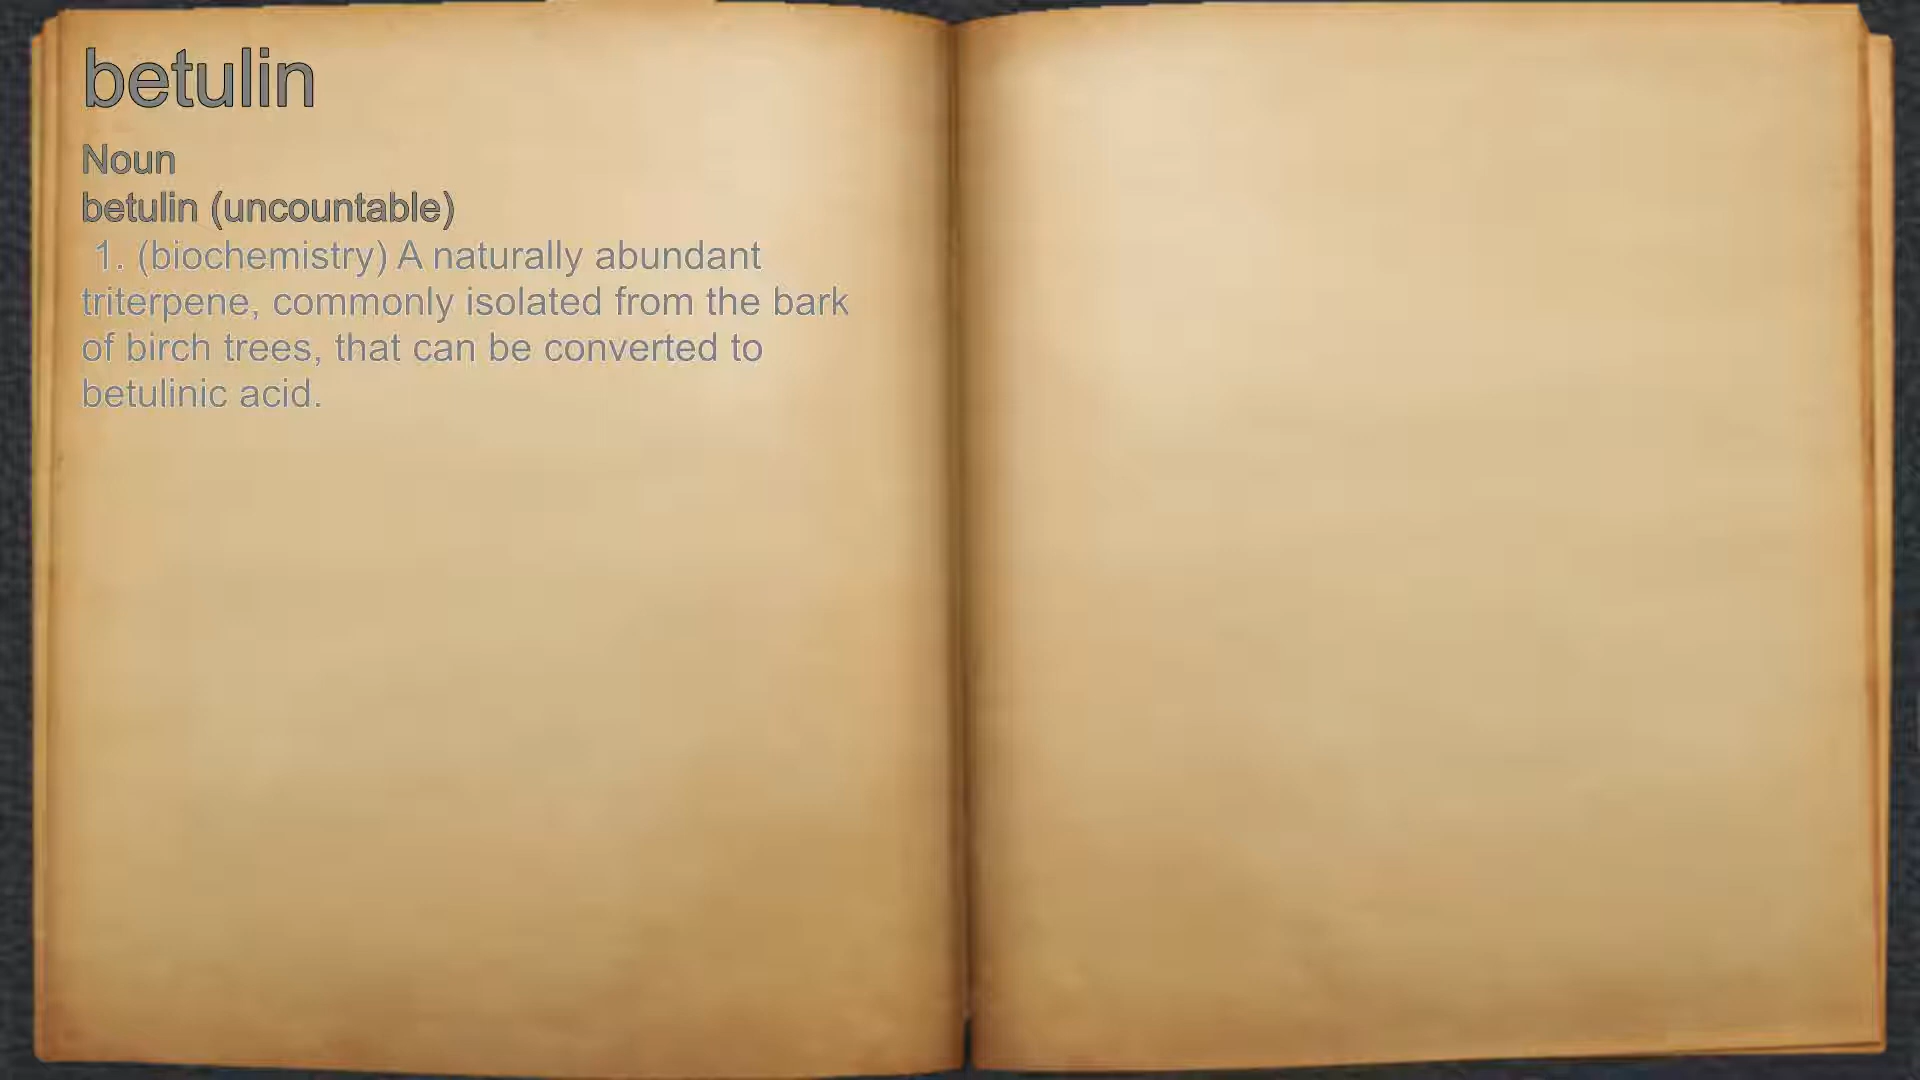 betulin
Noun
betulin (uncountable)
1. (biochemistry) A naturally abundant
triterpene, commonly isolated from the bark
of birch trees, that can be converted to
betulinic acid.